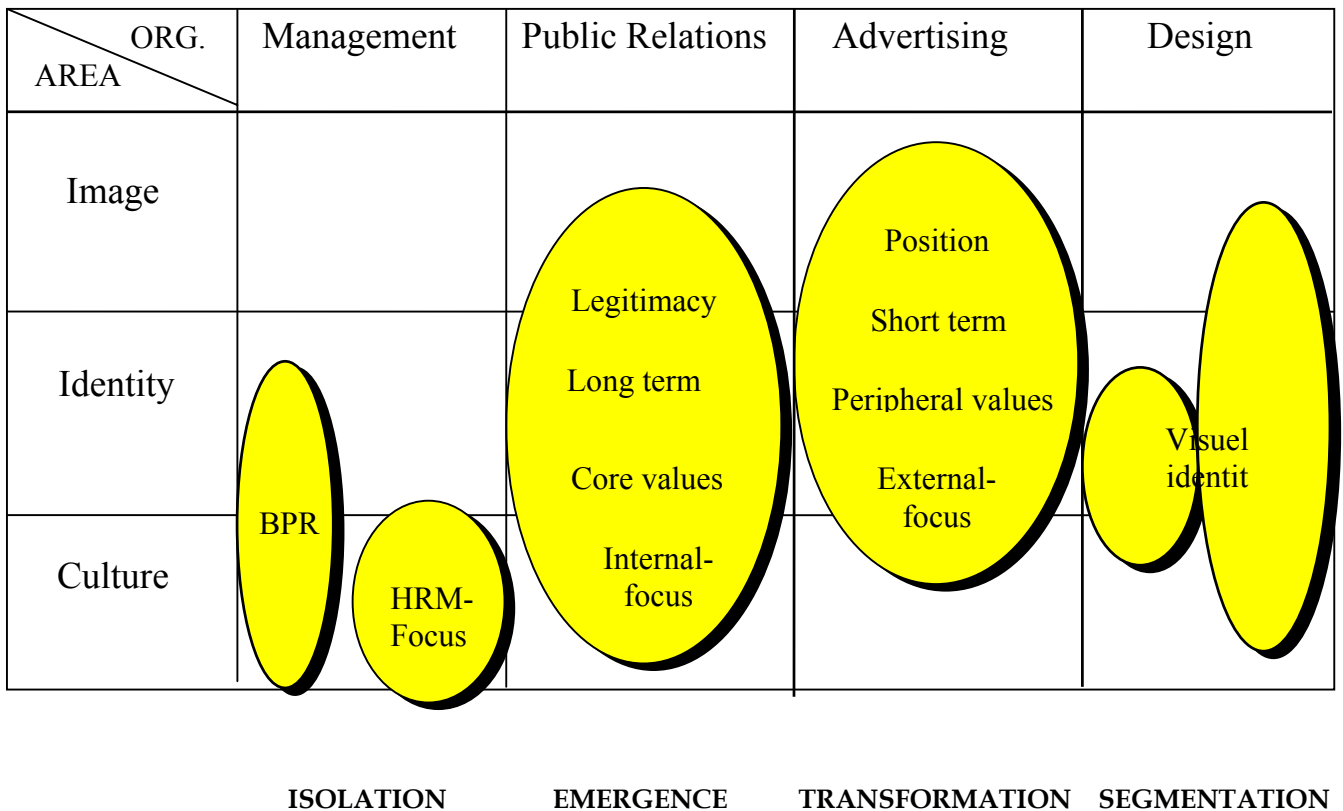 ORG.
AREA
Management
Public Relations
Advertising
Design
Image
Identity
Culture
BPR
HRM-
Focus
Legitimacy
Long term
Core values
Internal-
focus
Position
Short term
Peripheral values
External-
focus
Visuel
identit
ISOLATION
EMERGENCE
TRANSFORMATION
SEGMENTATION